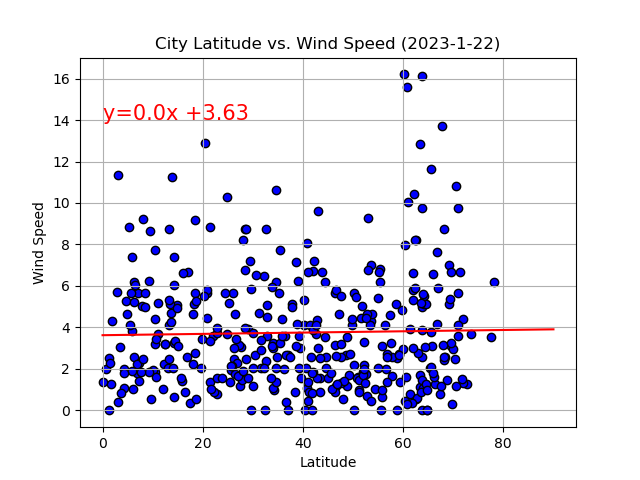 City Latitude vs. Wind Speed (2023-1-22)
16
14
12
10
8
6
4
2
0
Wind Speed
y=0.0x +3.63
0 20 40 60 80
Latitude